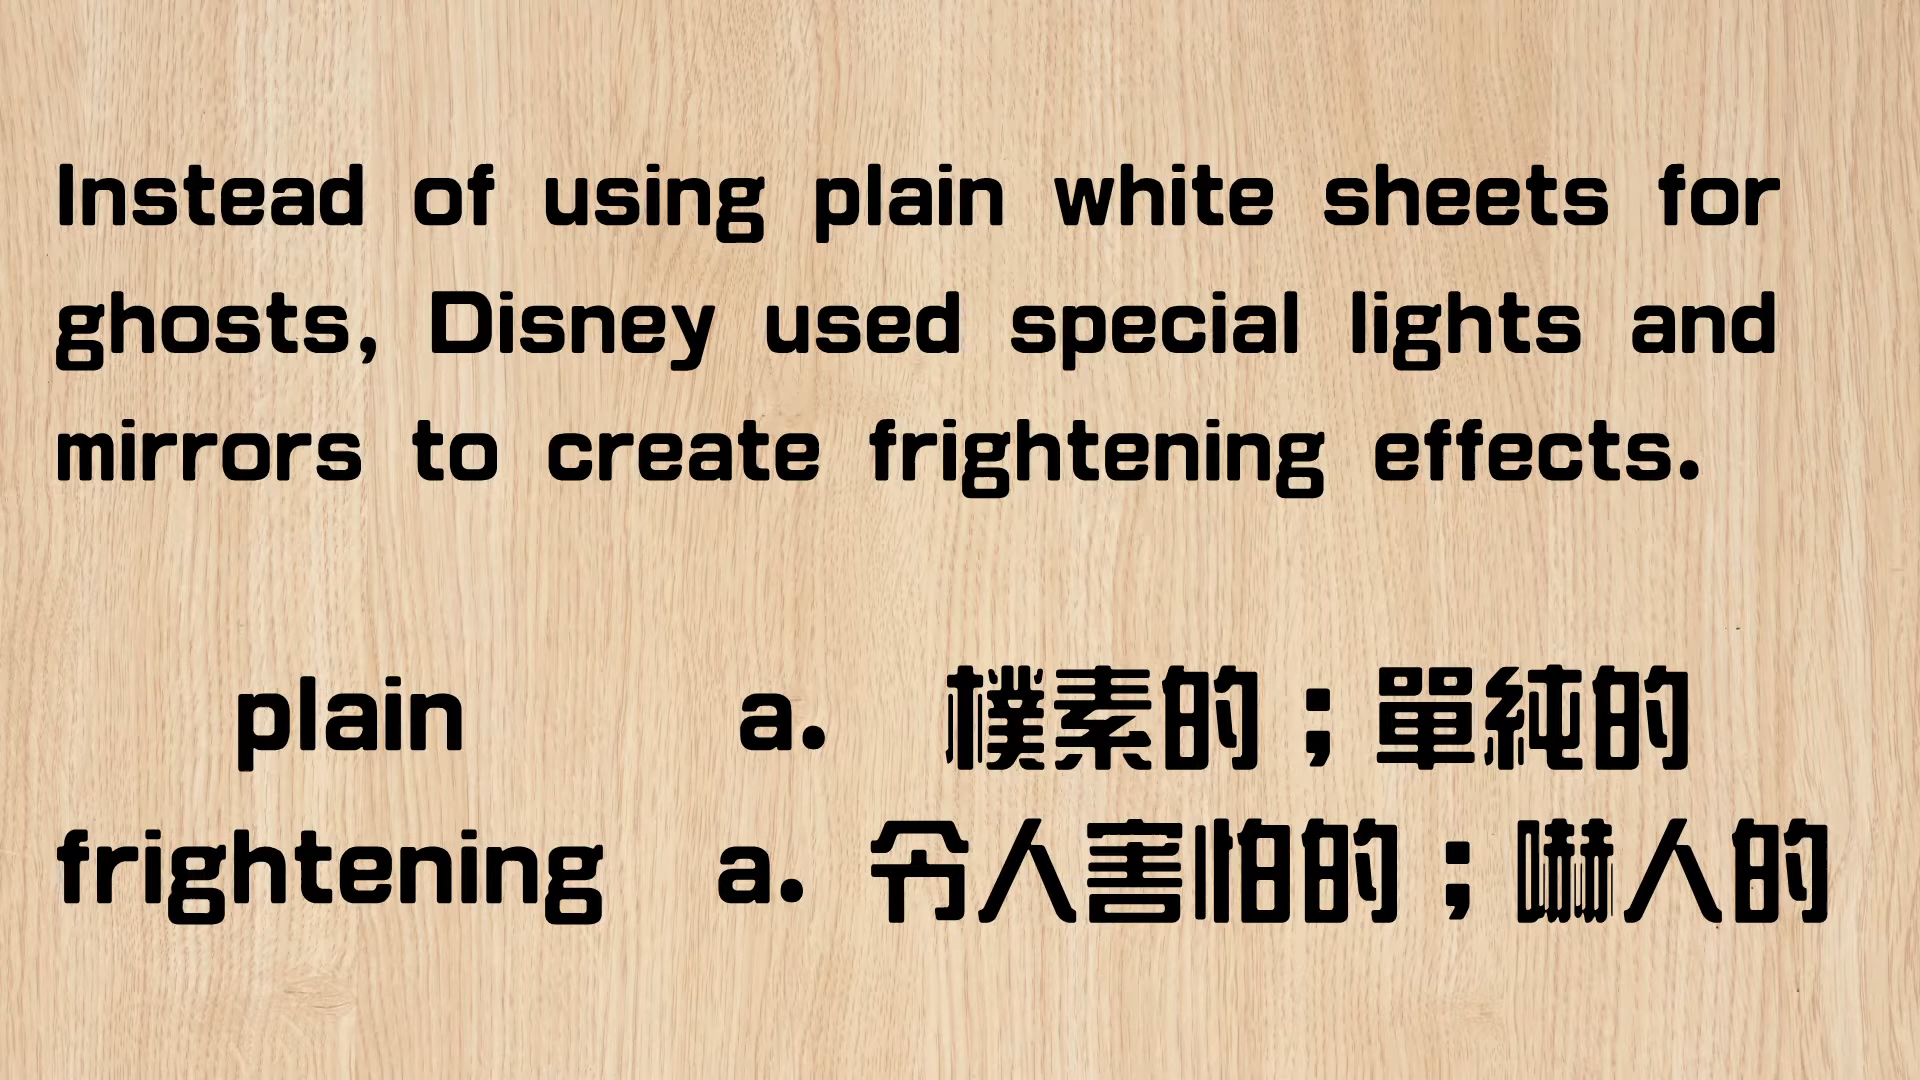 Instead of using plain white sheets for
ghosts, Disney used special lights and
mirrors to create frightening effects.
plain a. 樸素的；單純的
frightening a. 令人害怕的；嚇人的